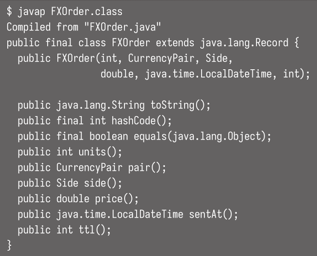 $ javap FXOrder.class
Compiled from "FXOrder.java"
public final class FXOrder extends java.lang.Record {
  public FXOrder(int, CurrencyPair, Side,
                 double, java.time.LocalDateTime, int);

  public java.lang.String toString();
  public final int hashCode();
  public final boolean equals(java.lang.Object);
  public int units();
  public CurrencyPair pair();
  public Side side();
  public double price();
  public java.time.LocalDateTime sentAt();
  public int ttl();
}